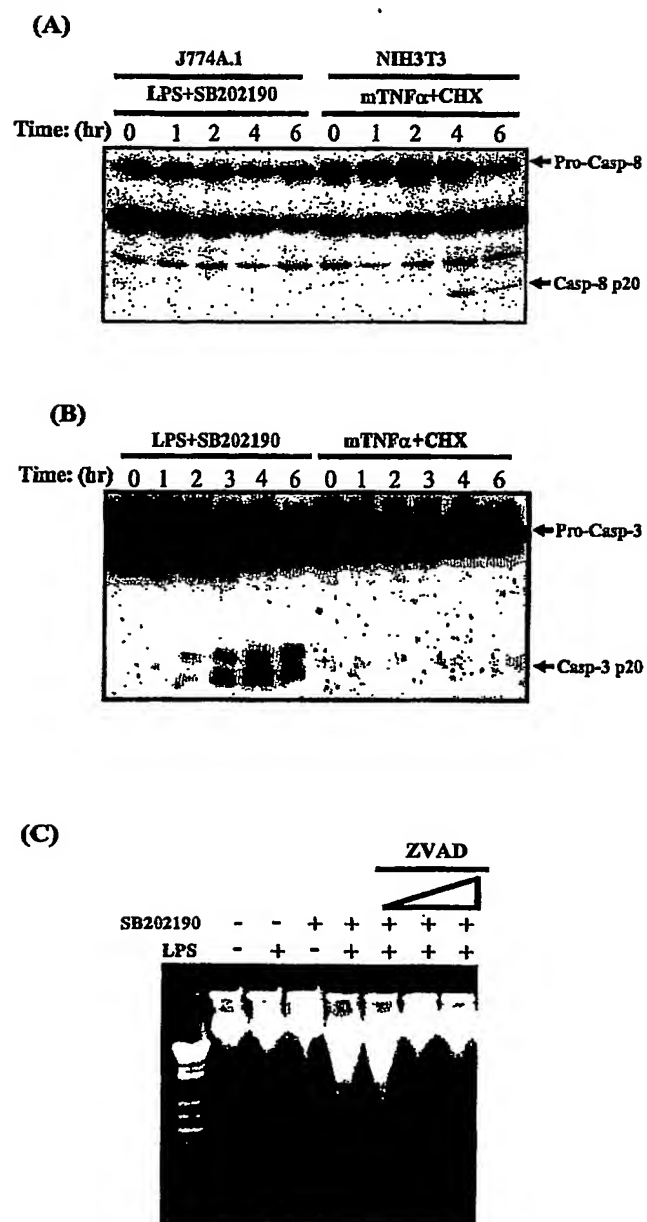 (A)
J774A.1 NIH3T3
LPS+SB202190 mTNFα+CHX
Time: (hr) 0 1 2 4 6 0 1 2 4 6
Pro-Casp-8
Casp-8 p20
(B)
LPS+SB202190 mTNFα+CHX
Time: (hr) 0 1 2 3 4 6 0 1 2 3 4 6
Pro-Casp-3
Casp-3 p20
(C)
ZVAD
SB202190 - - + + + + +
LPS - + - + + + +